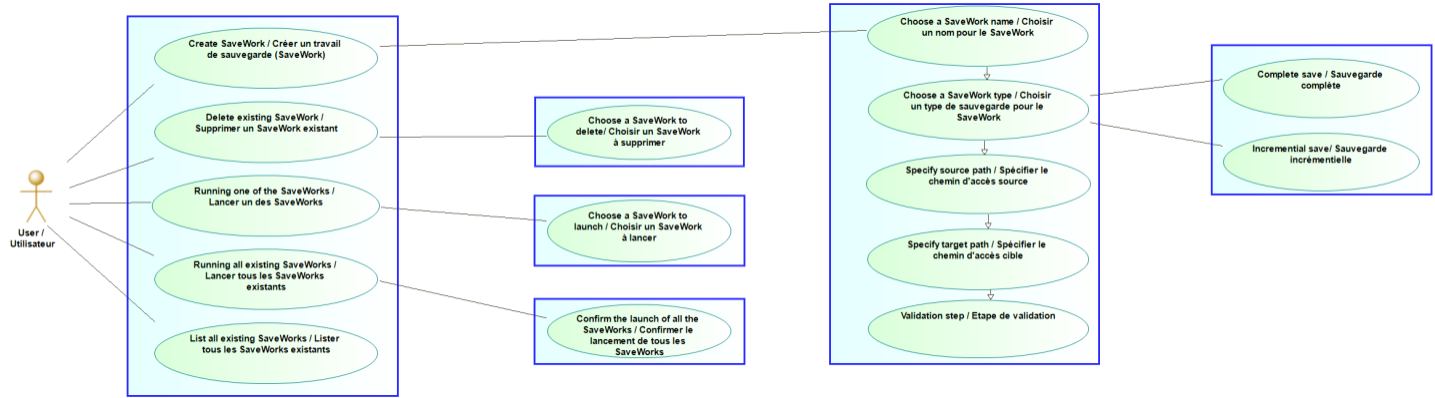 User /
Utilisateur
Create SaveWork / Créer un travail
de sauvegarde (SaveWork)
Delete existing SaveWork /
Supprimer un SaveWork existant
Running one of the SaveWorks /
Lancer un des SaveWorks
Running all existing SaveWorks /
Lancer tous les SaveWorks
existants
List all existing SaveWorks / Lister
tous les SaveWorks existants
Choose a SaveWork to
delete/ Choisir un SaveWork
à supprimer
Choose a SaveWork to
launch / Choisir un SaveWork
à lancer
Confirm the launch of all the
SaveWorks / Confirmer le
lancement de tous les
SaveWorks
Choose a SaveWork name / Choisir
un nom pour le SaveWork
Choose a SaveWork type / Choisir
un type de sauvegarde pour le
SaveWork
Specify source path / Spécifier le
chemin d'accès source
Specify target path / Spécifier le
chemin d'accès cible
Validation step / Etape de validation
Complete save / Sauvegarde
complète
Incremential save/ Sauvegarde
incrémentielle